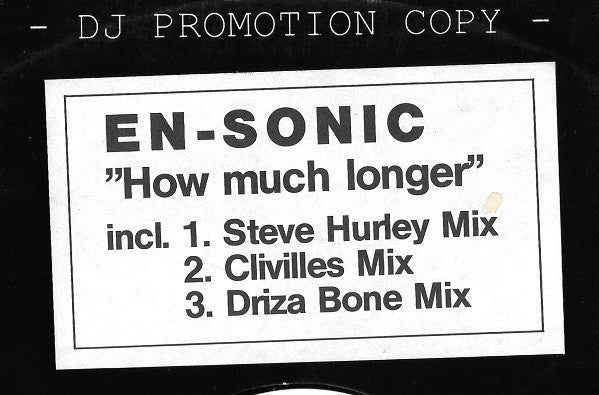 - DJ PROMOTION COPY -
EN-SONIC
”How much longer”
incl. 1. Steve Hurley Mix
2. Clivilles Mix
3. Driza Bone Mix